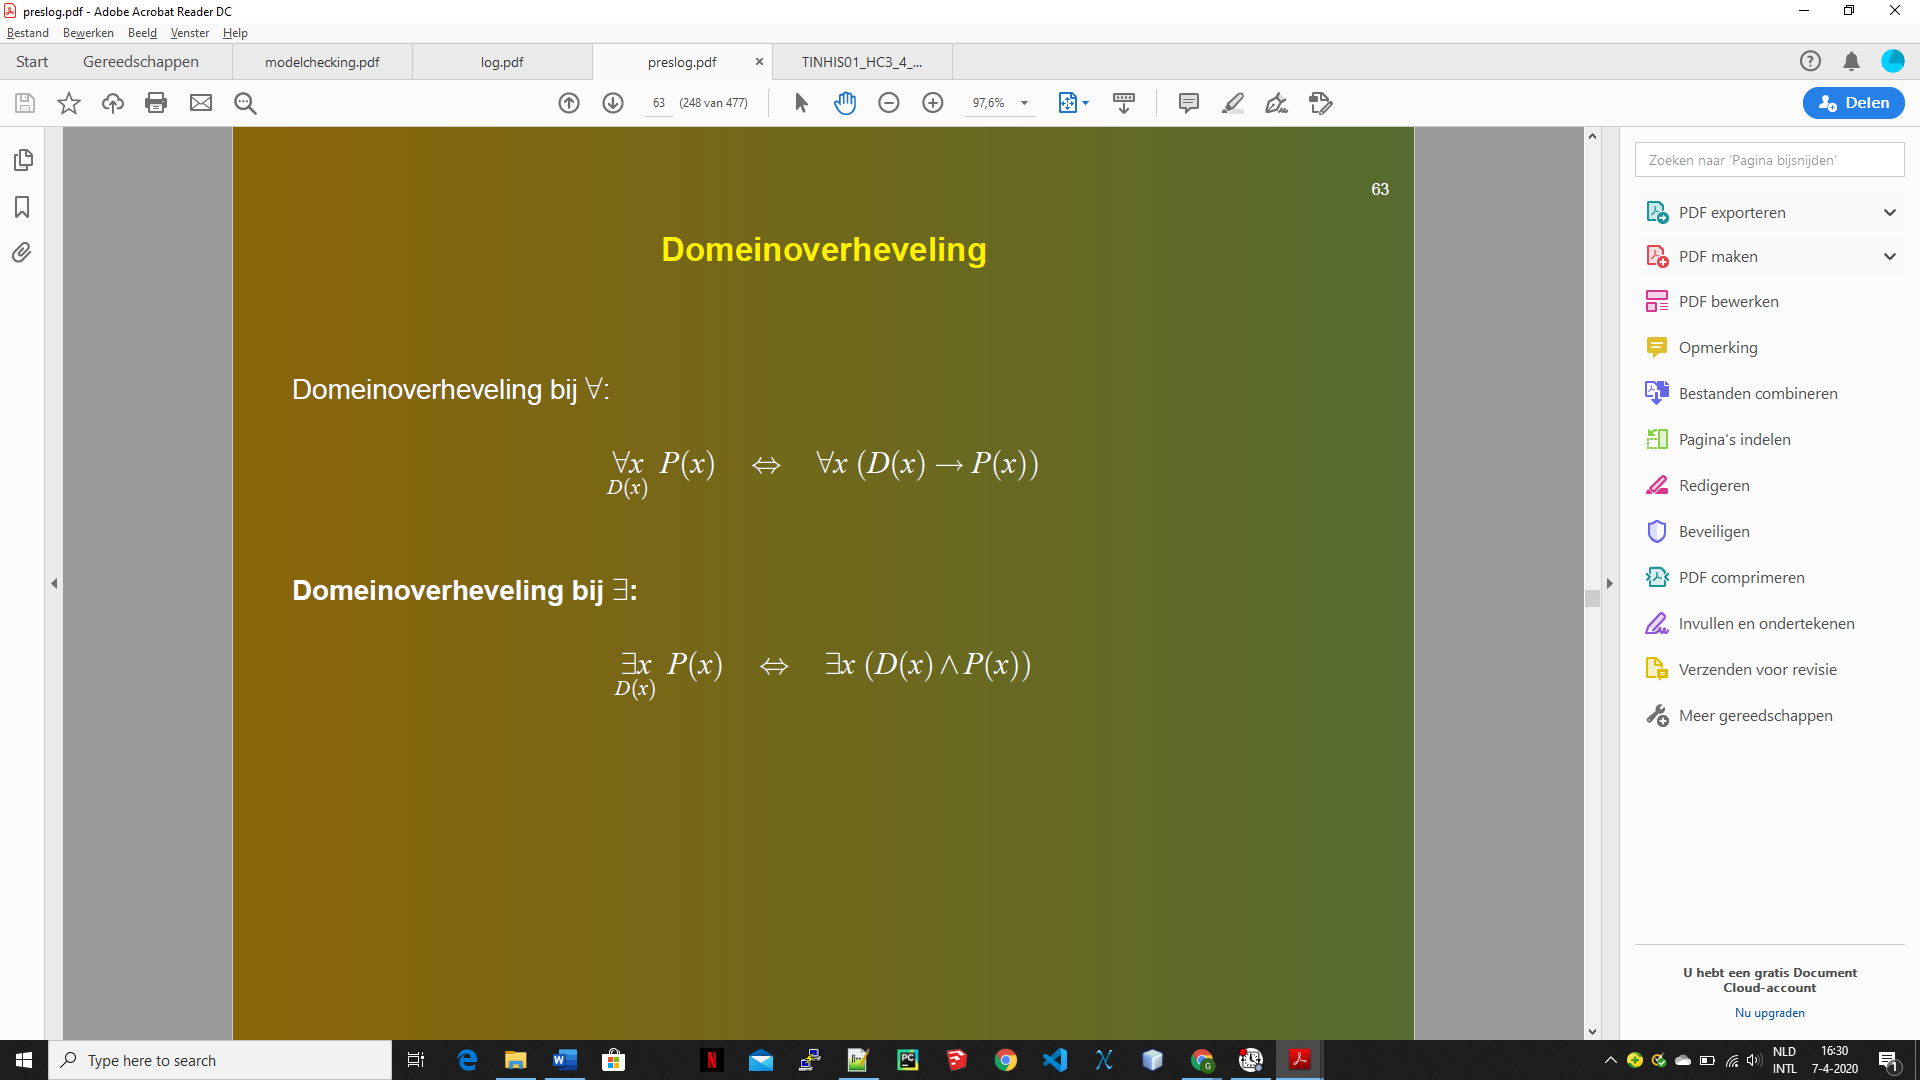 preslog.pdf - Adobe Acrobat Reader DC
Bestand Bewerken Beeld Venster Help
Start Gereedschappen modelchecking.pdf log.pdf preslog.pdf × TINHIS01_HC3_4_...
63 (248 van 477) 97,6% Delen
Zoeken naar 'Pagina bijsnijden'
PDF exporteren
PDF maken
PDF bewerken
Opmerking
Bestanden combineren
Pagina's indelen
Redigeren
Beveiligen
PDF comprimeren
Invullen en ondertekenen
Verzenden voor revisie
Meer gereedschappen
U hebt een gratis Document
Cloud-account
Nu upgraden
63
Domeinoverheveling
Domeinoverheveling bij ∀:
∀x P(x) ⇔ ∀x (D(x) → P(x))
D(x)
Domeinoverheveling bij ∃:
∃x P(x) ⇔ ∃x (D(x) ∧ P(x))
D(x)
Type here to search
NLD
INTL
16:30
7-4-2020
1